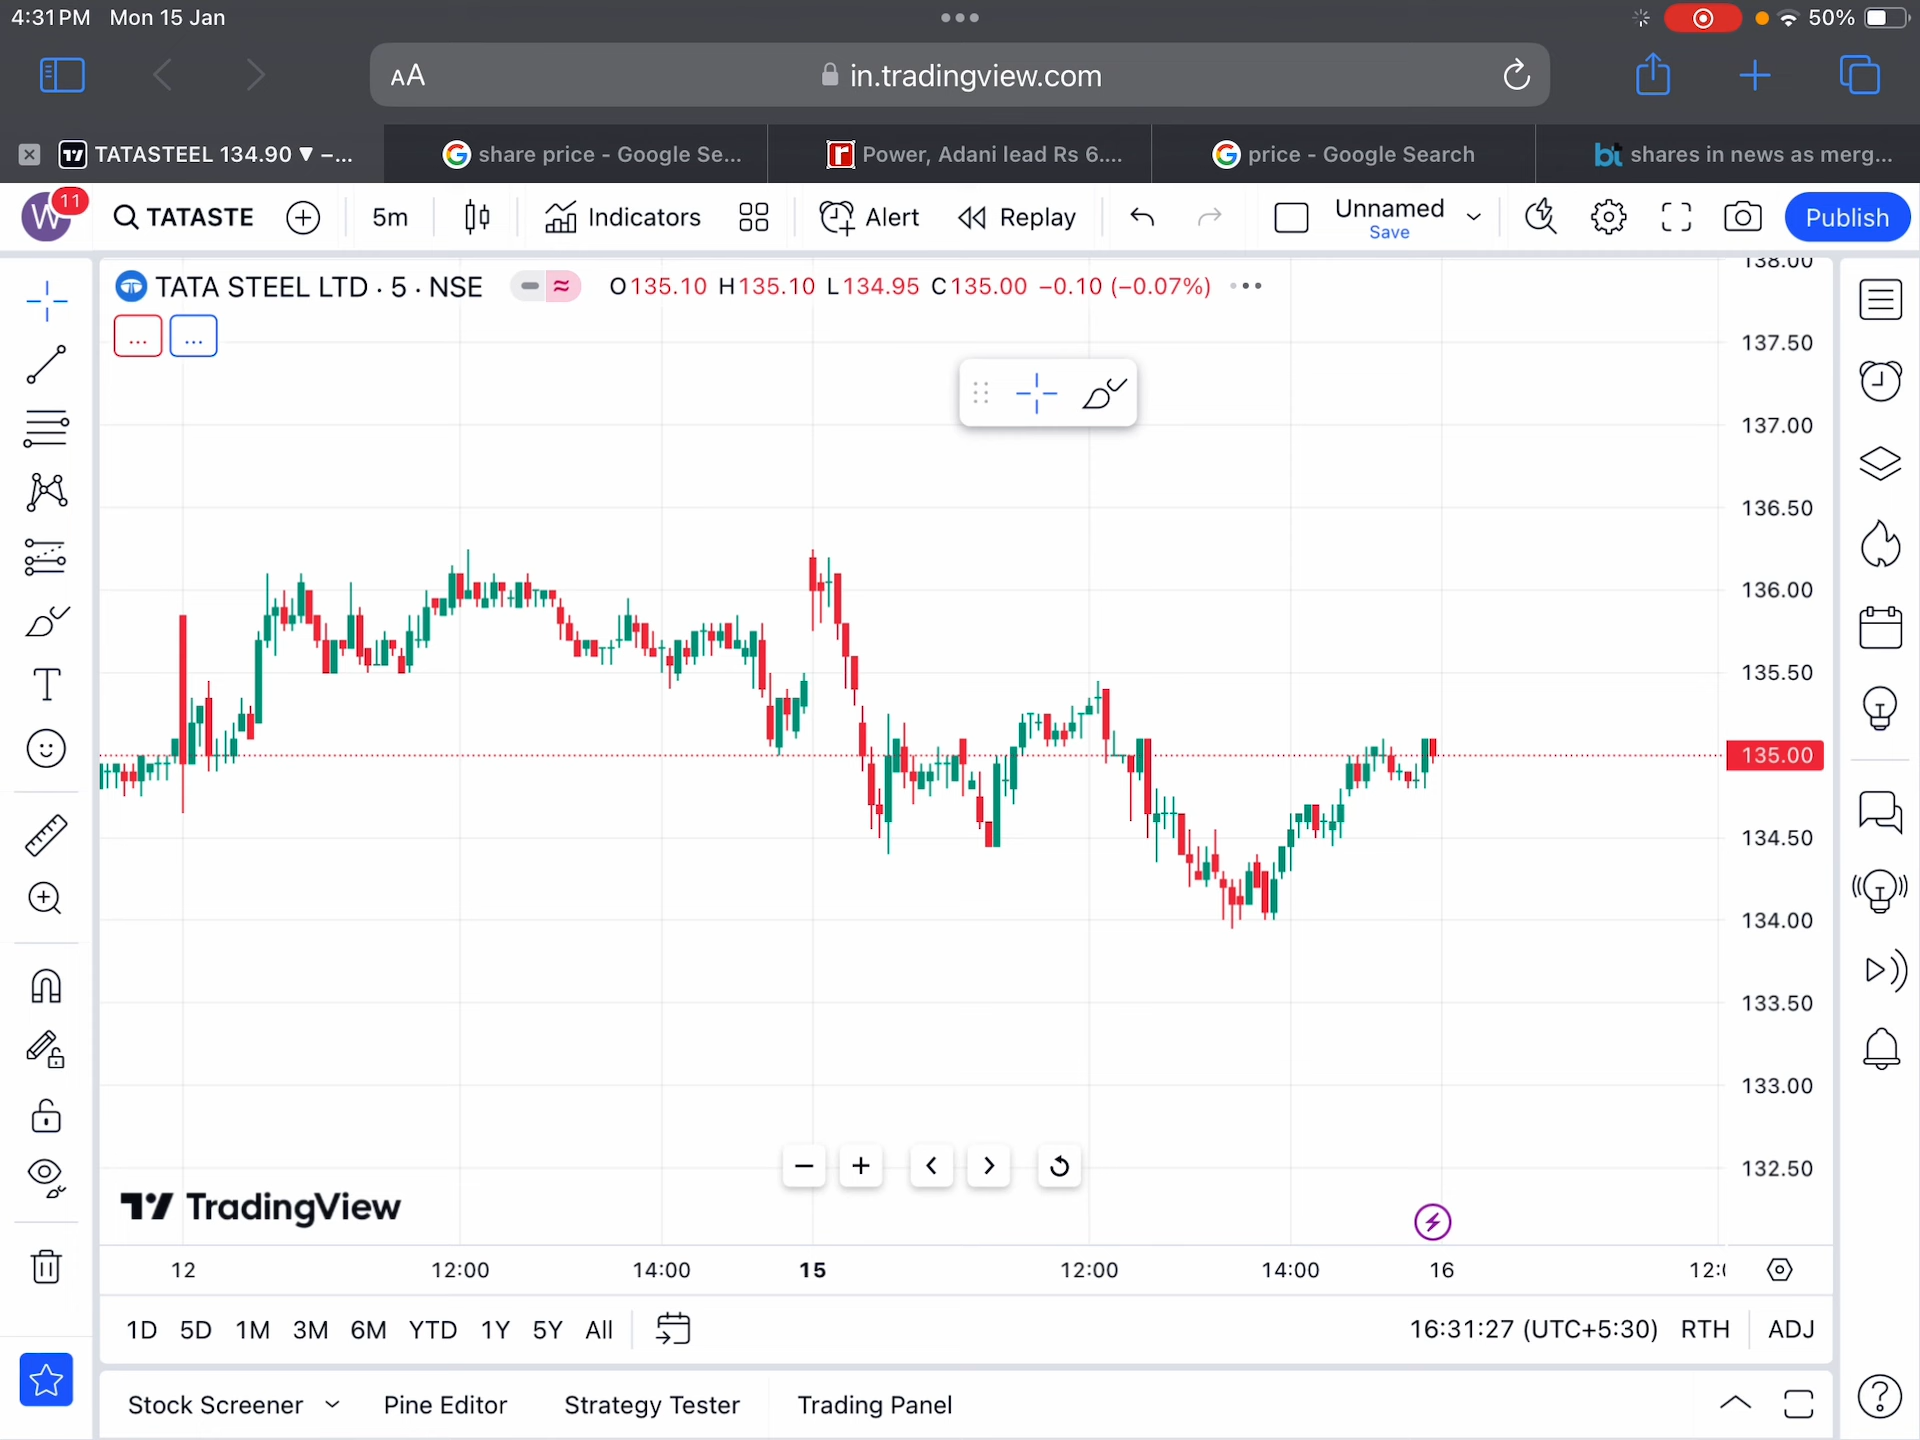 4:31 PM Mon 15 Jan
50%
AA
in.tradingview.com
TATASTEEL 134.90 ▼ −...
share price - Google Se...
Power, Adani lead Rs 6....
price - Google Search
shares in news as merg...
W
11
TATASTE
5m
Indicators
Alert
Replay
Unnamed
Save
Publish
TATA STEEL LTD · 5 · NSE
O135.10 H135.10 L134.95 C135.00 −0.10 (−0.07%)
...
...
138.00
137.50
137.00
136.50
136.00
135.50
135.00
134.50
134.00
133.50
133.00
132.50
TradingView
12
12:00
14:00
15
12:00
14:00
16
1D 5D 1M 3M 6M YTD 1Y 5Y All
16:31:27 (UTC+5:30) RTH ADJ
Stock Screener
Pine Editor
Strategy Tester
Trading Panel